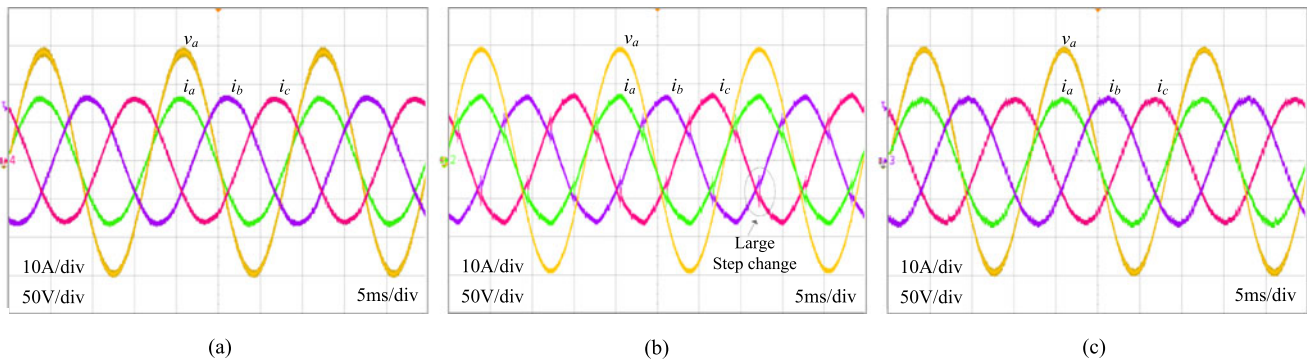 v_a
i_a i_b i_c
10A/div
50V/div 5ms/div
(a)
v_a
i_a i_b i_c
Large
Step change
10A/div
50V/div 5ms/div
(b)
v_a
i_a i_b i_c
10A/div
50V/div 5ms/div
(c)